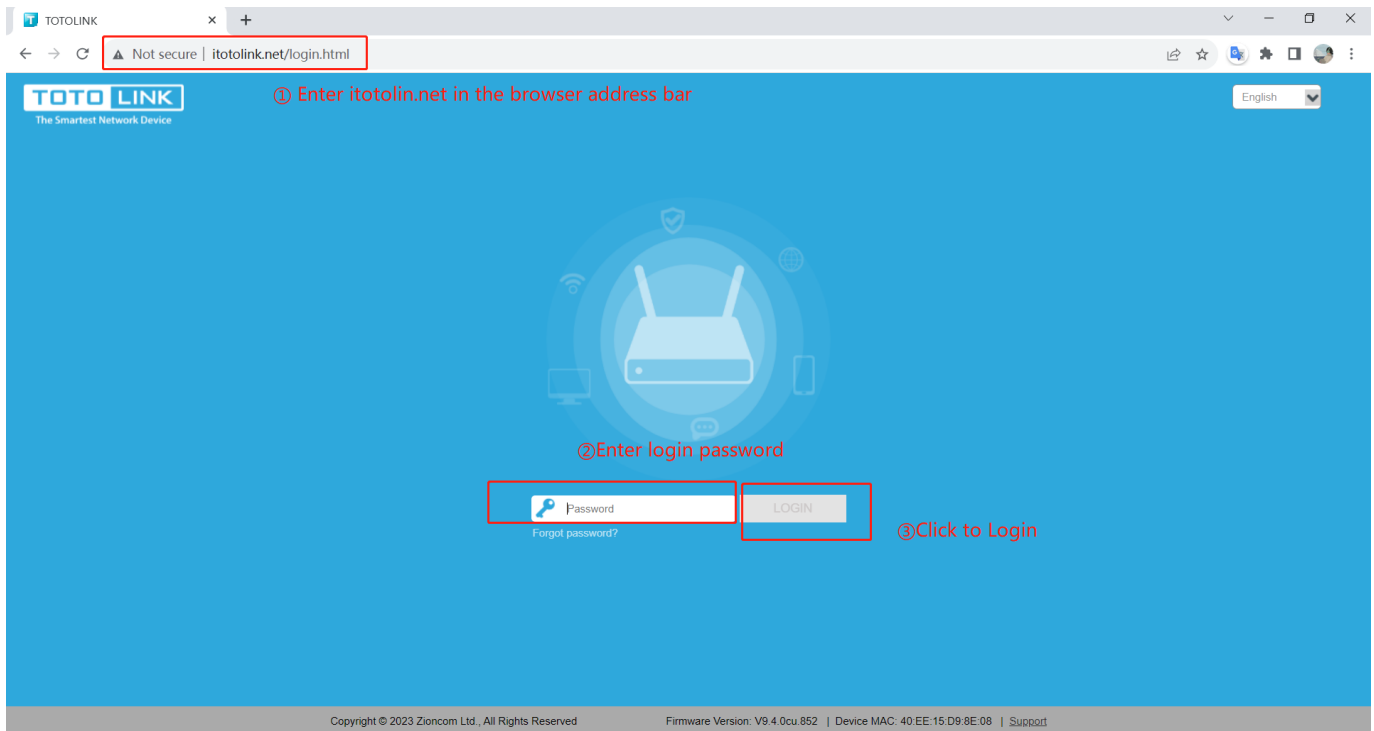 TOTOLINK
Not secure | itotolink.net/login.html
TOTO LINK
The Smartest Network Device
① Enter itotolin.net in the browser address bar
English
②Enter login password
Password
LOGIN
Forgot password?
③Click to Login
Copyright © 2023 Zioncom Ltd., All Rights Reserved Firmware Version: V9.4.0cu.852 | Device MAC: 40:EE:15:D9:8E:08 | Support